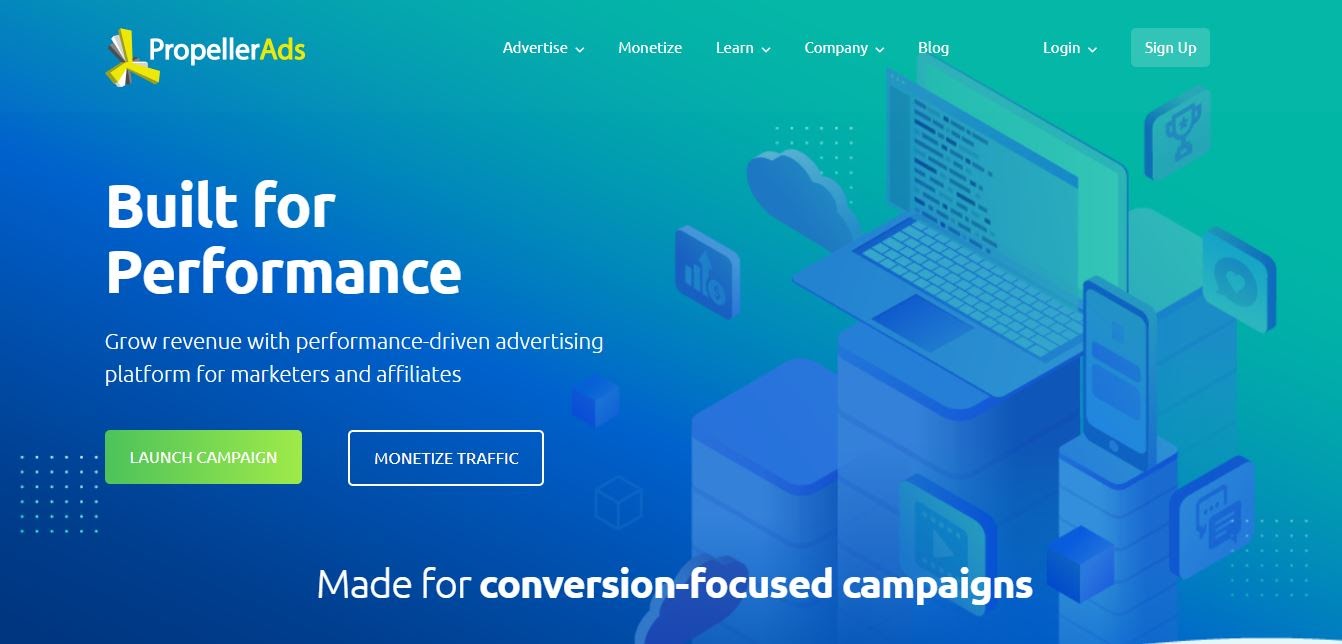 PropellerAds
Advertise
Monetize
Learn
Company
Blog
Login
Sign Up
Built for
Performance
Grow revenue with performance-driven advertising
platform for marketers and affiliates
LAUNCH CAMPAIGN
MONETIZE TRAFFIC
Made for conversion-focused campaigns